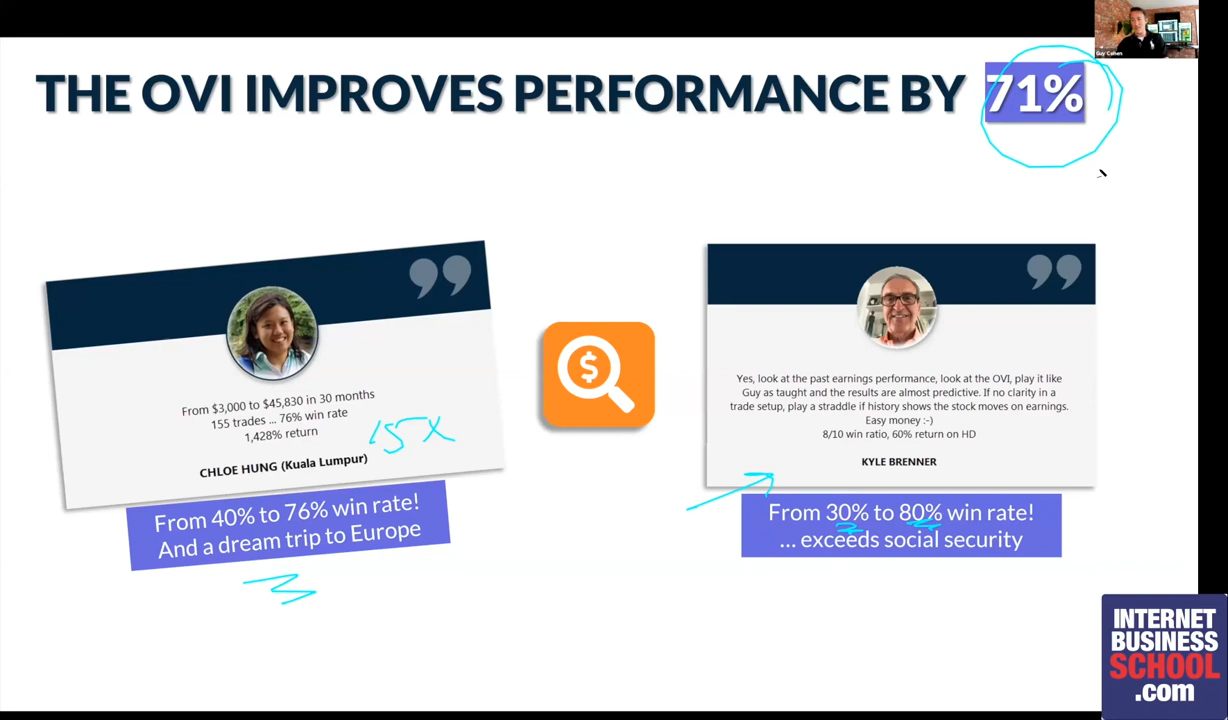 Guy Cohen
THE OVI IMPROVES PERFORMANCE BY 71%
From $3,000 to $45,830 in 30 months
155 trades ... 76% win rate
1,428% return
15X
CHLOE HUNG (Kuala Lumpur)
From 40% to 76% win rate!
And a dream trip to Europe
Yes, look at the past earnings performance, look at the OVI, play it like
Guy as taught and the results are almost predictive. If no clarity in a
trade setup, play a straddle if history shows the stock moves on earnings.
Easy money :-)
8/10 win ratio, 60% return on HD
KYLE BRENNER
From 30% to 80% win rate!
... exceeds social security
INTERNET
BUSINESS
SCHOOL
.com